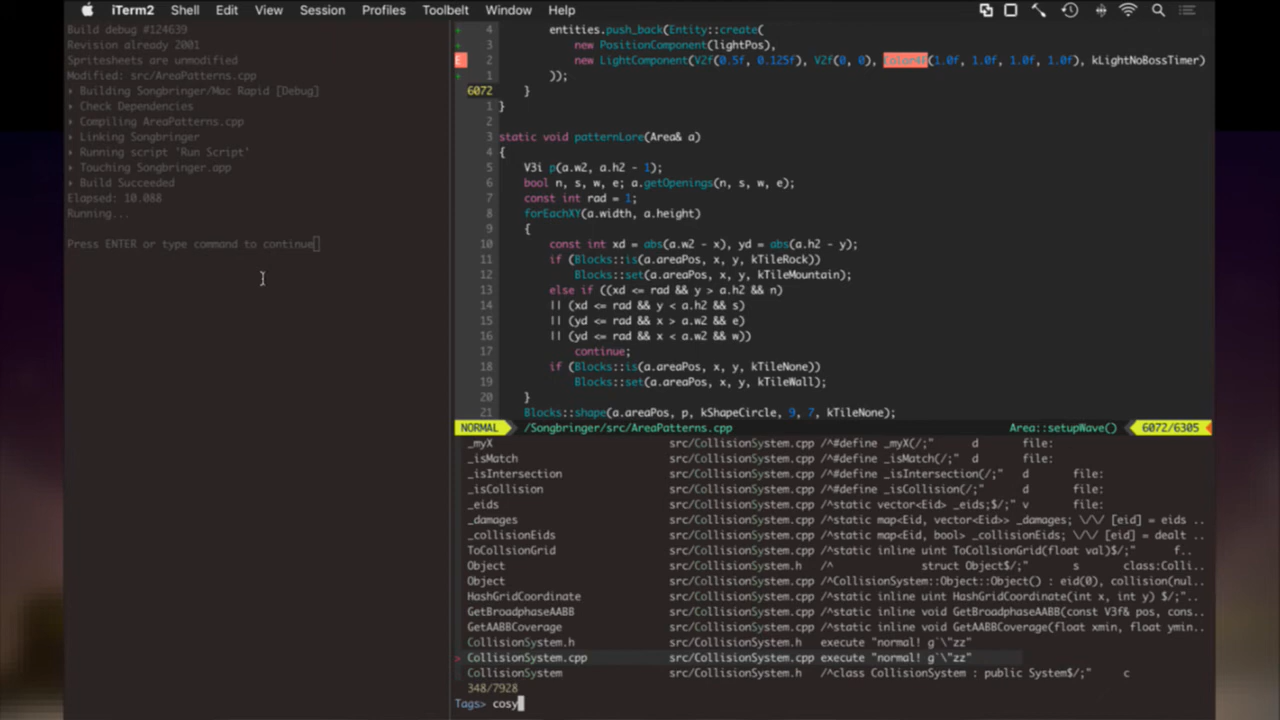 iTerm2 Shell Edit View Session Profiles Toolbelt Window Help
Build debug #124639
Revision already 2001
Spritesheets are unmodified
Modified: src/AreaPatterns.cpp
▸ Building Songbringer/Mac Rapid [Debug]
▸ Check Dependencies
▸ Compiling AreaPatterns.cpp
▸ Linking Songbringer
▸ Running script 'Run Script'
▸ Touching Songbringer.app
▸ Build Succeeded
Elapsed: 10.088
Running...
Press ENTER or type command to continue
+ 4 entities.push_back(Entity::create(
+ 3 new PositionComponent(lightPos),
E 2 new LightComponent(V2f(0.5f, 0.125f), V2f(0, 0), Color4F(1.0f, 1.0f, 1.0f, 1.0f), kLightNoBossTimer)
+ 1 ));
6072 }
1 }
2
3 static void patternLore(Area& a)
4 {
5 V3i p(a.w2, a.h2 - 1);
6 bool n, s, w, e; a.getOpenings(n, s, w, e);
7 const int rad = 1;
8 forEachXY(a.width, a.height)
9 {
10 const int xd = abs(a.w2 - x), yd = abs(a.h2 - y);
11 if (Blocks::is(a.areaPos, x, y, kTileRock))
12 Blocks::set(a.areaPos, x, y, kTileMountain);
13 else if ((xd <= rad && y > a.h2 && n)
14 || (xd <= rad && y < a.h2 && s)
15 || (yd <= rad && x > a.w2 && e)
16 || (yd <= rad && x < a.w2 && w))
17 continue;
18 if (Blocks::is(a.areaPos, x, y, kTileNone))
19 Blocks::set(a.areaPos, x, y, kTileWall);
20 }
21 Blocks::shape(a.areaPos, p, kShapeCircle, 9, 7, kTileNone);
NORMAL /Songbringer/src/AreaPatterns.cpp Area::setupWave() 6072/6305
_myX src/CollisionSystem.cpp /^#define _myX(/;" d file:
_isMatch src/CollisionSystem.cpp /^#define _isMatch(/;" d file:
_isIntersection src/CollisionSystem.cpp /^#define _isIntersection(/;" d file:
_isCollision src/CollisionSystem.cpp /^#define _isCollision(/;" d file:
_eids src/CollisionSystem.cpp /^static vector<Eid> _eids;$/;" v file:
_damages src/CollisionSystem.cpp /^static map<Eid, vector<Eid>> _damages; \/\/ [eid] = eids ..
_collisionEids src/CollisionSystem.cpp /^static map<Eid, bool> _collisionEids; \/\/ [eid] = dealt ..
ToCollsionGrid src/CollisionSystem.cpp /^static inline uint ToCollsionGrid(float val)$/;" f..
Object src/CollisionSystem.h /^ struct Object$/;" s class:Colli..
Object src/CollisionSystem.cpp /^CollisionSystem::Object::Object() : eid(0), collision(nul..
HashGridCoordinate src/CollisionSystem.cpp /^static inline uint HashGridCoordinate(int x, int y) $/;"..
GetBroadphaseAABB src/CollisionSystem.cpp /^static inline void GetBroadphaseAABB(const V3f& pos, cons..
GetAABBCoverage src/CollisionSystem.cpp /^static inline void GetAABBCoverage(float xmin, float ymin..
CollisionSystem.h src/CollisionSystem.h execute "normal! g`\"zz"
> CollisionSystem.cpp src/CollisionSystem.cpp execute "normal! g`\"zz"
CollisionSystem src/CollisionSystem.h /^class CollisionSystem : public System$/;" c
348/7928
Tags> cosy